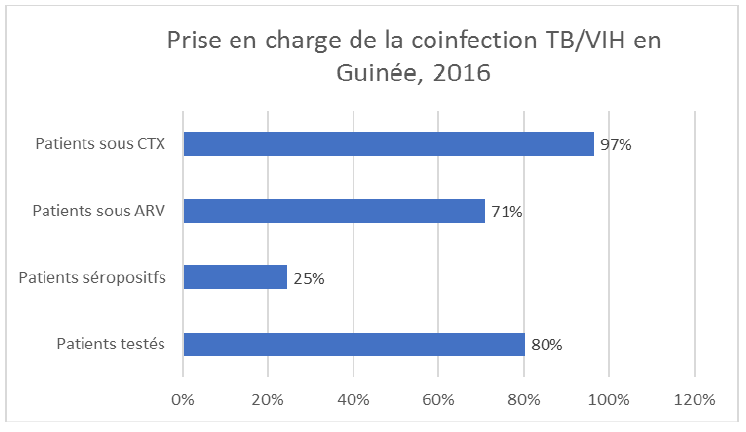 Prise en charge de la coinfection TB/VIH en
Guinée, 2016
Patients sous CTX
97%
Patients sous ARV
71%
Patients séropositfs
25%
Patients testés
80%
0% 20% 40% 60% 80% 100% 120%